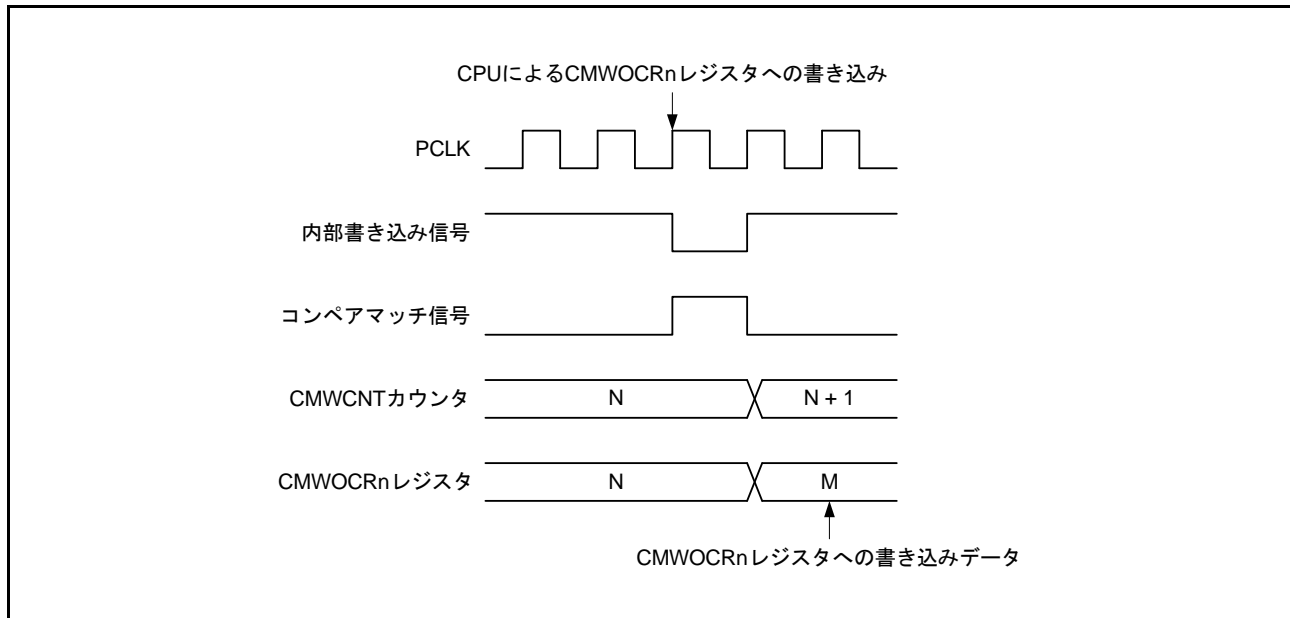 CPUによるCMWOCRnレジスタへの書き込み
PCLK
内部書き込み信号
コンペアマッチ信号
CMWCNTカウンタ N N + 1
CMWOCRnレジスタ N M
CMWOCRnレジスタへの書き込みデータ